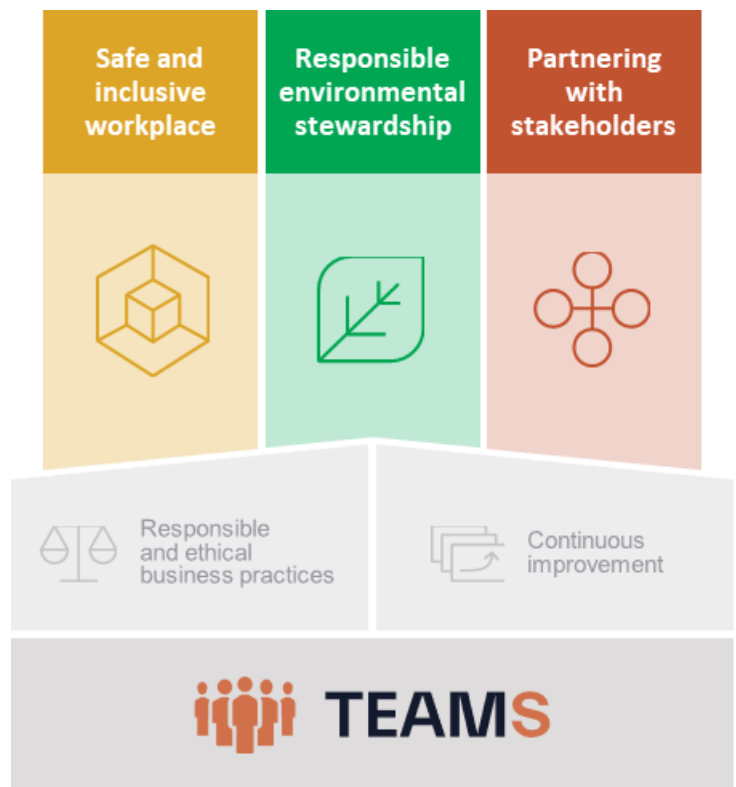 Safe and
inclusive
workplace
Responsible
environmental
stewardship
Partnering
with
stakeholders
Responsible
and ethical
business practices
Continuous
improvement
TEAMS